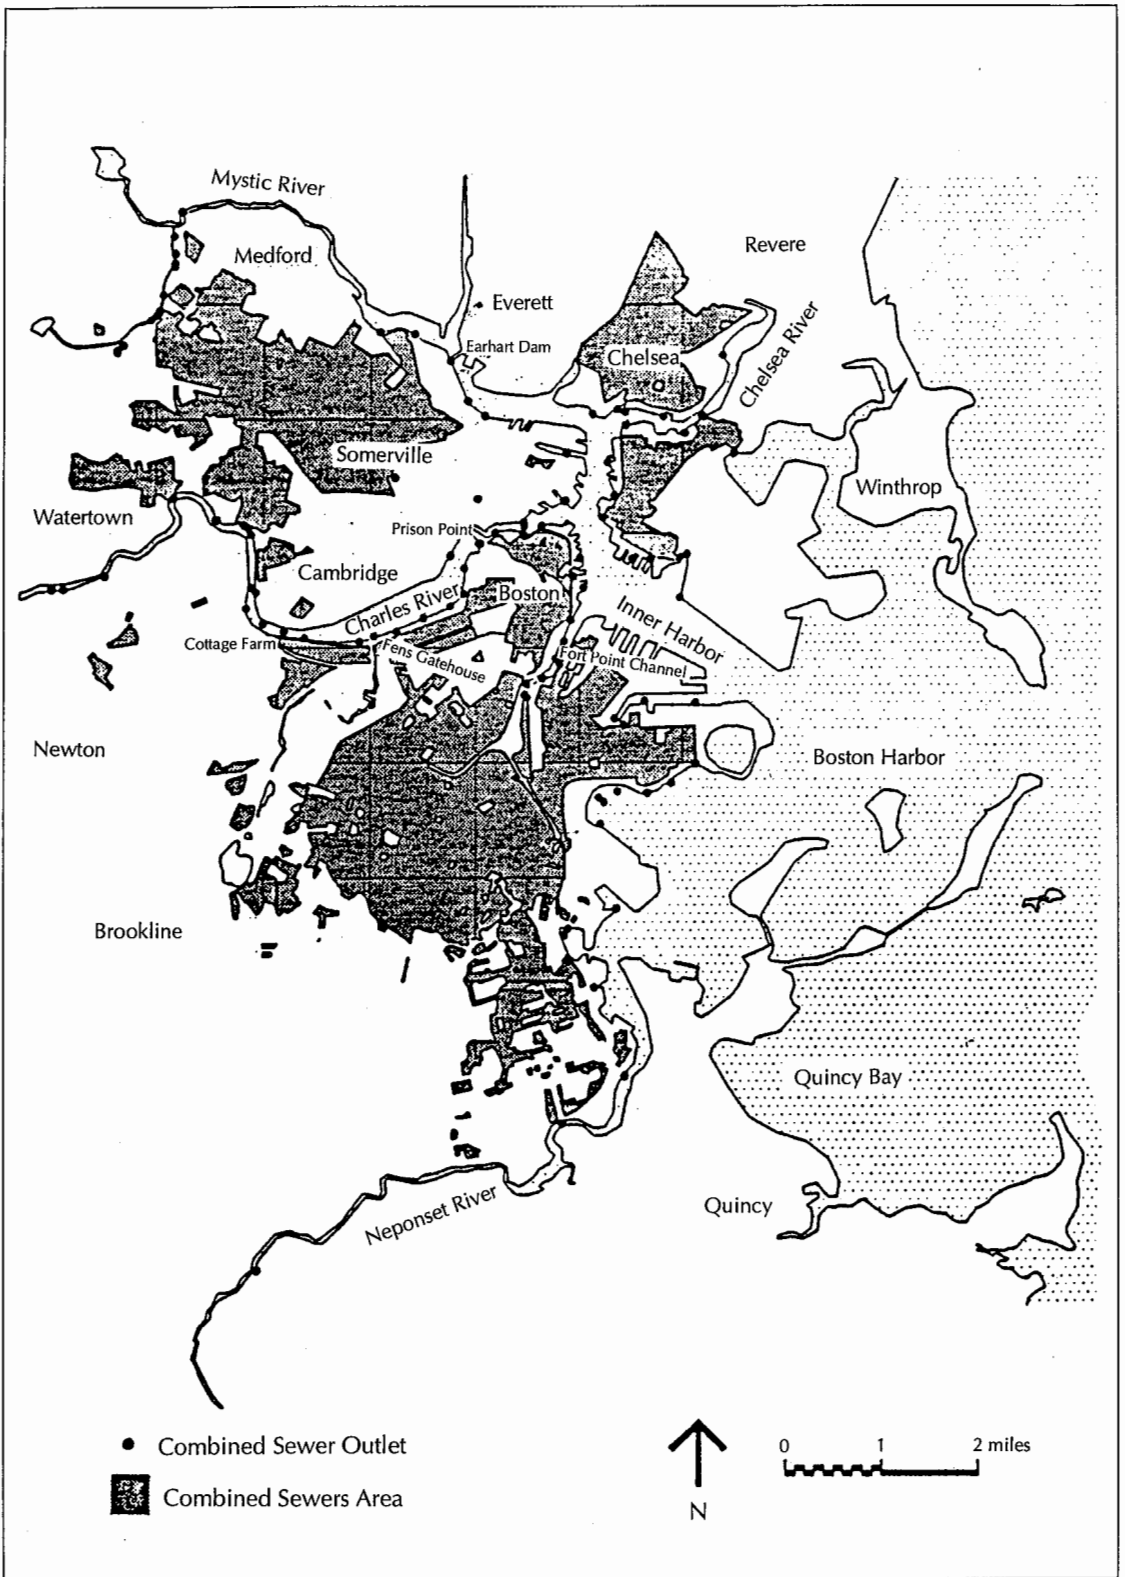 Mystic River
Medford
Revere
Everett
Earhart Dam
Chelsea
Chelsea River
Somerville
Winthrop
Watertown
Prison Point
Cambridge
Charles River
Boston
Inner Harbor
Cottage Farm
Fens Gatehouse
Fort Point Channel
Newton
Boston Harbor
Brookline
Quincy Bay
Quincy
Neponset River
Combined Sewer Outlet
Combined Sewers Area
N
0 1 2 miles